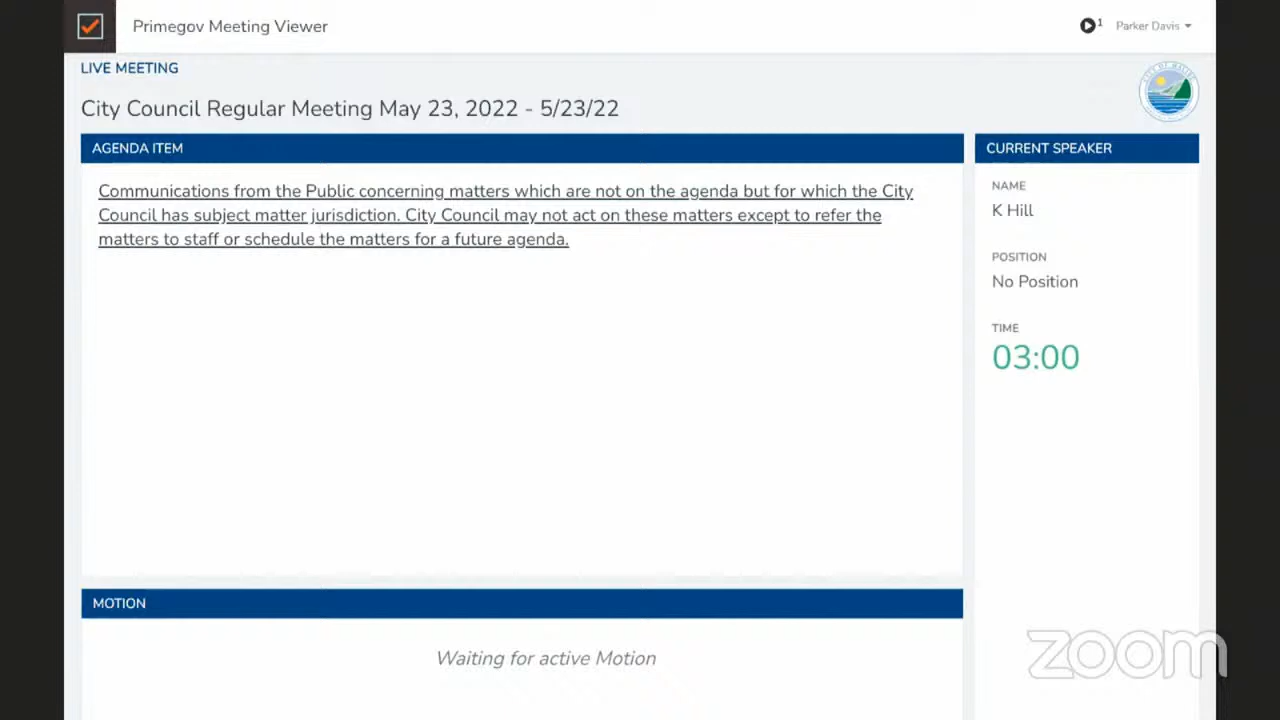 Primegov Meeting Viewer
1
Parker Davis
LIVE MEETING
City Council Regular Meeting May 23, 2022 - 5/23/22
AGENDA ITEM
CURRENT SPEAKER
Communications from the Public concerning matters which are not on the agenda but for which the City
Council has subject matter jurisdiction. City Council may not act on these matters except to refer the
matters to staff or schedule the matters for a future agenda.
NAME
K Hill
POSITION
No Position
TIME
03:00
MOTION
Waiting for active Motion
zoom